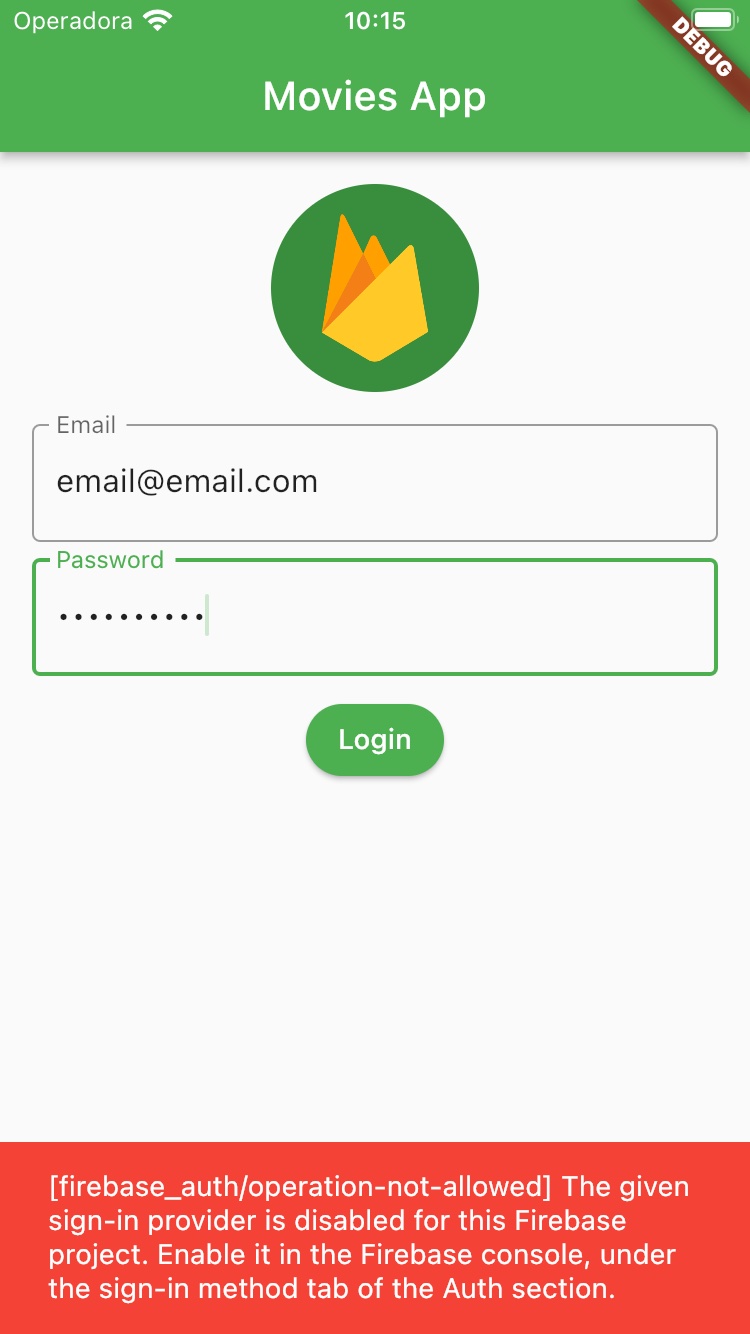 Operadora 10:15
DEBUG
Movies App
Email
email@email.com
Password
••••••••••
Login
[firebase_auth/operation-not-allowed] The given
sign-in provider is disabled for this Firebase
project. Enable it in the Firebase console, under
the sign-in method tab of the Auth section.